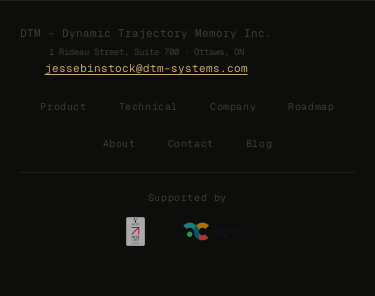 DTM - Dynamic Trajectory Memory Inc.
1 Rideau Street, Suite 700 · Ottawa, ON
jessebinstock@dtm-systems.com
Product Technical Company Roadmap
About Contact Blog
Supported by